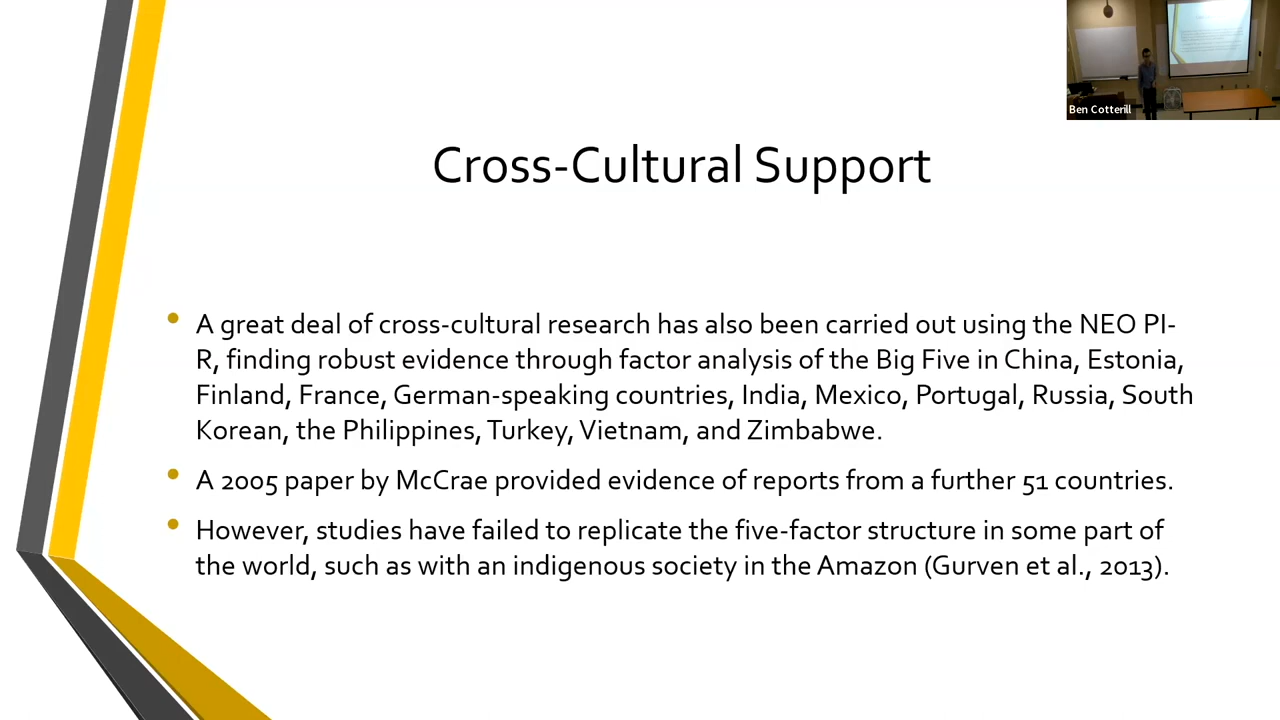 Ben Cotterill
Cross-Cultural Support
• A great deal of cross-cultural research has also been carried out using the NEO PI-
R, finding robust evidence through factor analysis of the Big Five in China, Estonia,
Finland, France, German-speaking countries, India, Mexico, Portugal, Russia, South
Korean, the Philippines, Turkey, Vietnam, and Zimbabwe.
• A 2005 paper by McCrae provided evidence of reports from a further 51 countries.
• However, studies have failed to replicate the five-factor structure in some part of
the world, such as with an indigenous society in the Amazon (Gurven et al., 2013).